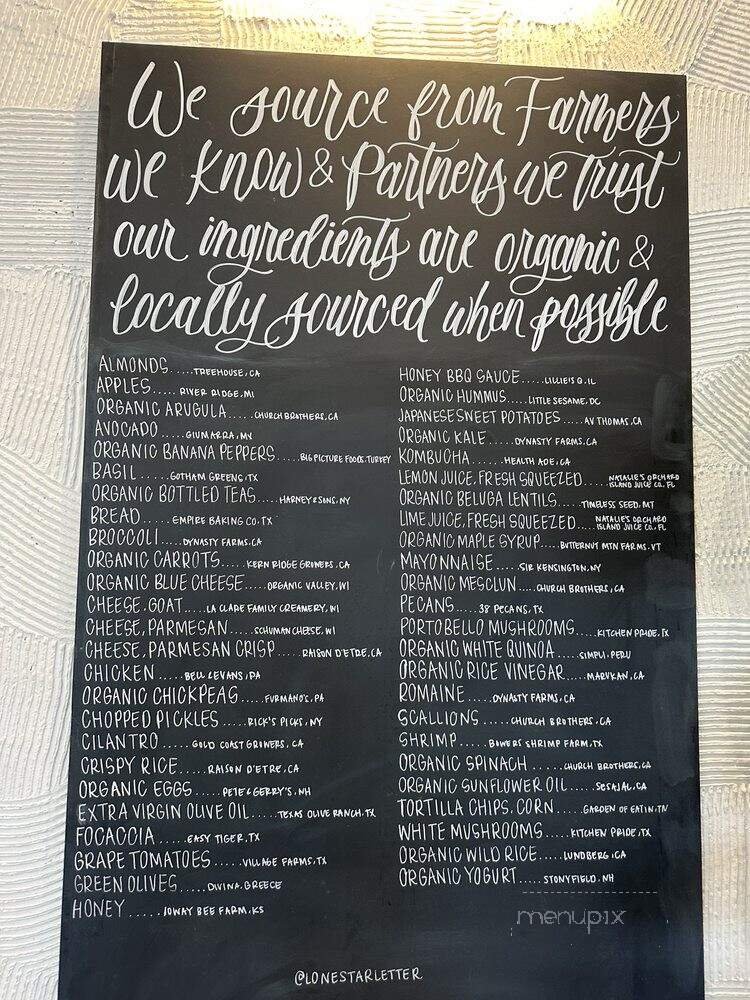 We source from Farmers
we know & Partners we trust
our ingredients are organic &
locally sourced when possible
ALMONDS.....TREEHOUSE, CA
APPLES..... RIVER RIDGE, MI
ORGANIC ARUGULA.....CHURCH BROTHERS, CA
AVOCADO.....GIUMARRA, MX
ORGANIC BANANA PEPPERS.....BIG PICTURE FOODS, TURKEY
BASIL.....GOTHAM GREENS, TX
ORGANIC BOTTLED TEAS.....HARNEY & SONS, NY
BREAD.....EMPIRE BAKING CO, TX
BROCCOLI.....DYNASTY FARMS, CA
ORGANIC CARROTS.....KERN RIDGE GROWERS, CA
ORGANIC BLUE CHEESE.....ORGANIC VALLEY, WI
CHEESE, GOAT.....LA CLARE FAMILY CREAMERY, WI
CHEESE, PARMESAN.....SCHUMAN CHEESE, WI
CHEESE, PARMESAN CRISP.....RAISON D'ETRE, CA
CHICKEN.....BELL & EVANS, PA
ORGANIC CHICKPEAS.....FURMANO'S, PA
CHOPPED PICKLES.....RICK'S PICKS, NY
CILANTRO.....GOLD COAST GROWERS, CA
CRISPY RICE.....RAISON D'ETRE, CA
ORGANIC EGGS.....PETE & GERRY'S, NH
EXTRA VIRGIN OLIVE OIL.....TEXAS OLIVE RANCH, TX
FOCACCIA.....EASY TIGER, TX
GRAPE TOMATOES.....VILLAGE FARMS, TX
GREEN OLIVES.....DIVINA, GREECE
HONEY.....IOWAY BEE FARM, KS
HONEY BBQ SAUCE.....LILLIE'S Q, IL
ORGANIC HUMMUS.....LITTLE SESAME, DC
JAPANESE SWEET POTATOES.....AV THOMAS, CA
ORGANIC KALE.....DYNASTY FARMS, CA
KOMBUCHA.....HEALTH ADE, CA
LEMON JUICE, FRESH SQUEEZED.....NATALIE'S ORCHARD
ISLAND JUICE CO, FL
ORGANIC BELUGA LENTILS.....TIMELESS SEED, MT
LIME JUICE, FRESH SQUEEZED.....NATALIE'S ORCHARD
ISLAND JUICE CO, FL
ORGANIC MAPLE SYRUP.....BUTTERNUT MTN FARMS, VT
MAYONNAISE.....SIR KENSINGTON, NY
ORGANIC MESCLUN.....CHURCH BROTHERS, CA
PECANS.....38 PECANS, TX
PORTOBELLO MUSHROOMS.....KITCHEN PRIDE, TX
ORGANIC WHITE QUINOA.....SIMPLI, PERU
ORGANIC RICE VINEGAR.....MARUKAN, CA
ROMAINE.....DYNASTY FARMS, CA
SCALLIONS.....CHURCH BROTHERS, CA
SHRIMP.....BOWERS SHRIMP FARM, TX
ORGANIC SPINACH.....CHURCH BROTHERS, CA
ORGANIC SUNFLOWER OIL.....SESAJAL, CA
TORTILLA CHIPS, CORN.....GARDEN OF EATIN, TN
WHITE MUSHROOMS.....KITCHEN PRIDE, TX
ORGANIC WILD RICE.....LUNDBERG, CA
ORGANIC YOGURT.....STONYFIELD, NH
menupix
@LONESTARLETTER